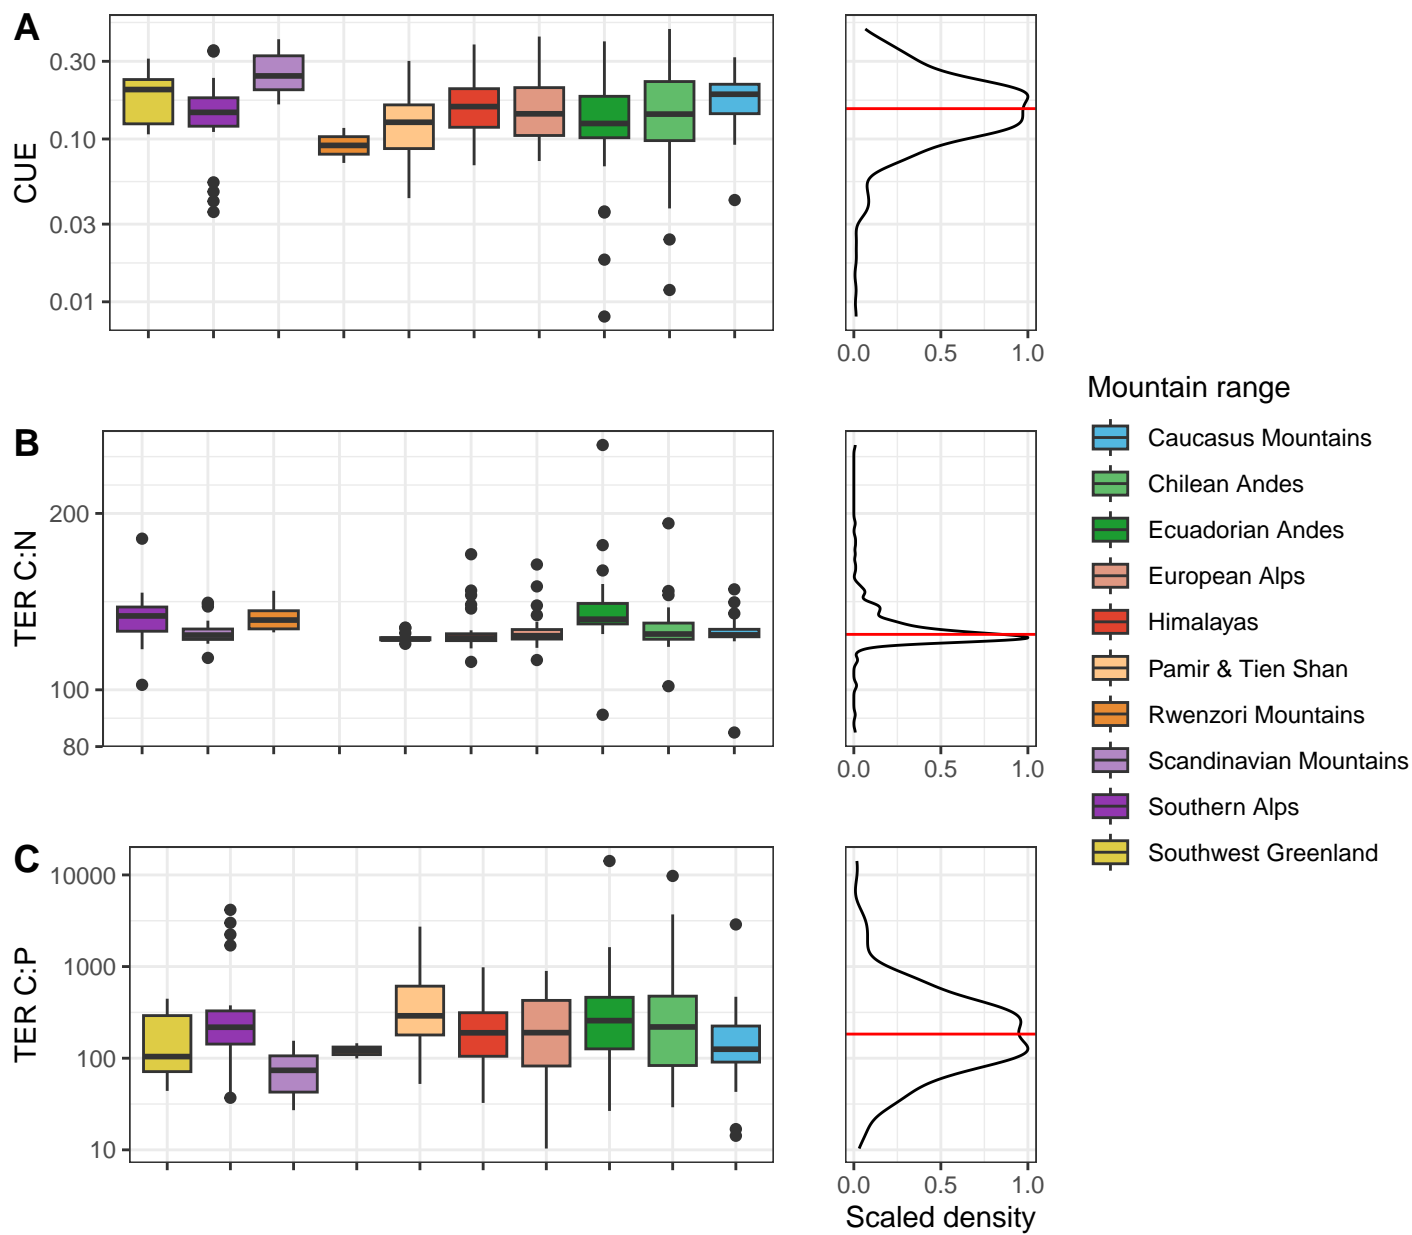 A
CUE
0.30
0.10
0.03
0.01
0.0 0.5 1.0
B
TER C:N
200
100
80
0.0 0.5 1.0
C
TER C:P
10000
1000
100
10
0.0 0.5 1.0
Scaled density
Mountain range
Caucasus Mountains
Chilean Andes
Ecuadorian Andes
European Alps
Himalayas
Pamir & Tien Shan
Rwenzori Mountains
Scandinavian Mountains
Southern Alps
Southwest Greenland